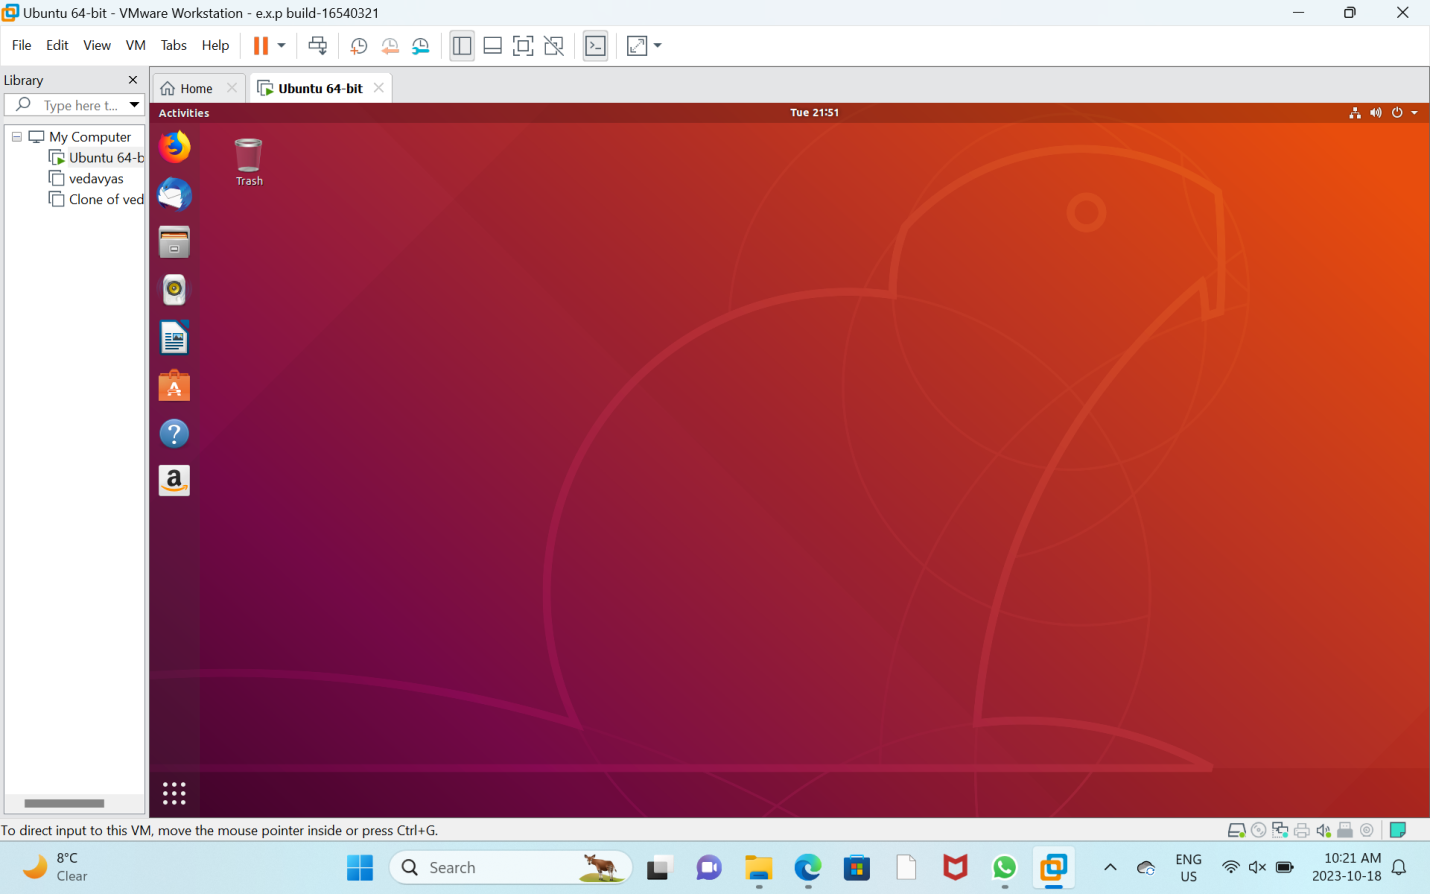 Ubuntu 64-bit - VMware Workstation - e.x.p build-16540321
File Edit View VM Tabs Help
Library
Type here t...
Home
Ubuntu 64-bit
My Computer
Ubuntu 64-b
vedavyas
Clone of ved
Activities
Tue 21:51
Trash
To direct input to this VM, move the mouse pointer inside or press Ctrl+G.
8°C
Clear
Search
ENG
US
10:21 AM
2023-10-18